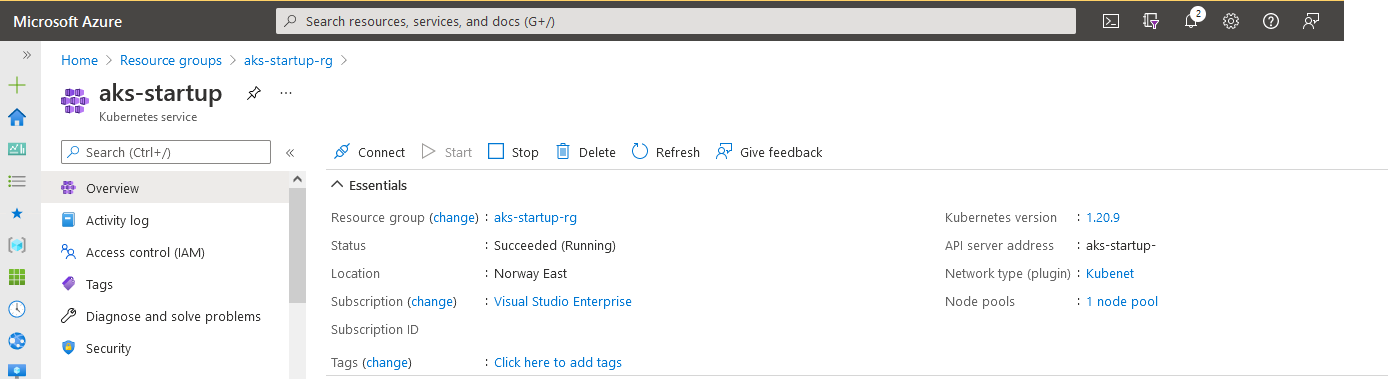 Microsoft Azure
Search resources, services, and docs (G+/)
2
Home > Resource groups > aks-startup-rg >
aks-startup
...
Kubernetes service
Search (Ctrl+/)
Connect
Start
Stop
Delete
Refresh
Give feedback
Overview
Activity log
Access control (IAM)
Tags
Diagnose and solve problems
Security
Essentials
Resource group (change) : aks-startup-rg
Status : Succeeded (Running)
Location : Norway East
Subscription (change) : Visual Studio Enterprise
Subscription ID
Tags (change) : Click here to add tags
Kubernetes version : 1.20.9
API server address : aks-startup-
Network type (plugin) : Kubenet
Node pools : 1 node pool